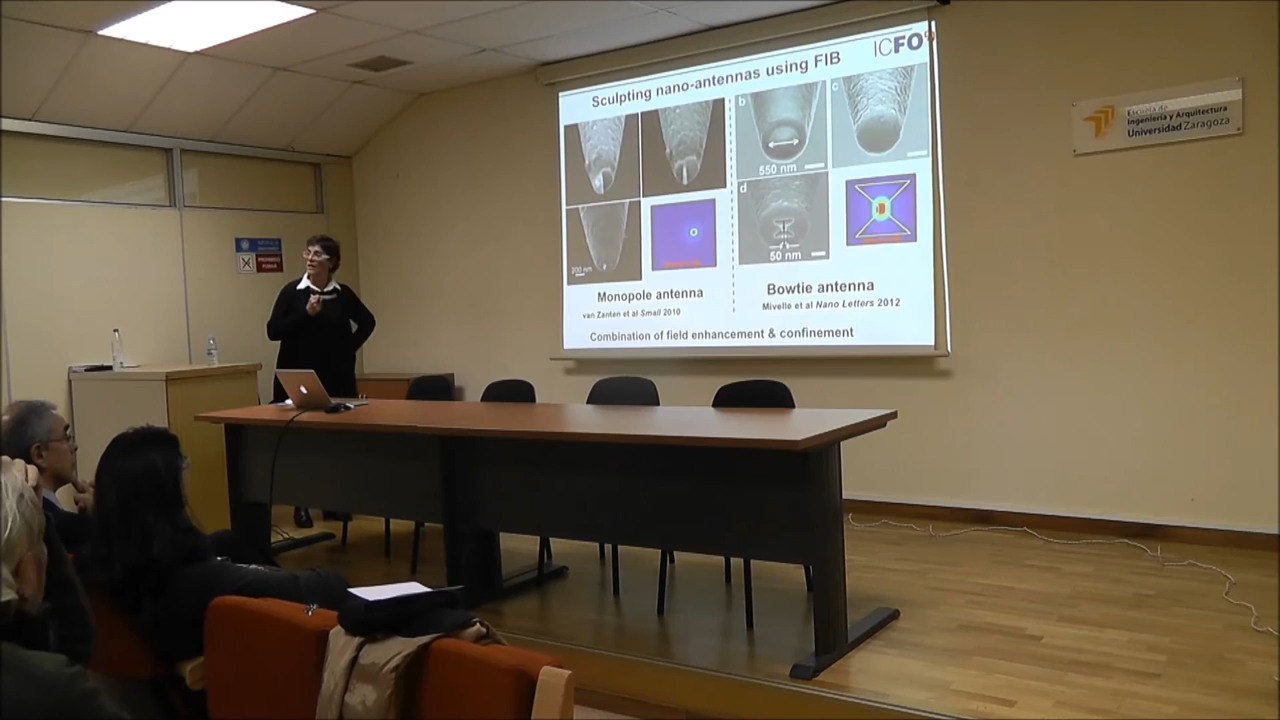 ICFO
Sculpting nano-antennas using FIB
b
c
550 nm
d
200 nm
50 nm
Monopole antenna
van Zanten et al Small 2010
Bowtie antenna
Mivelle et al Nano Letters 2012
Combination of field enhancement & confinement
Escuela de
Ingeniería y Arquitectura
Universidad Zaragoza